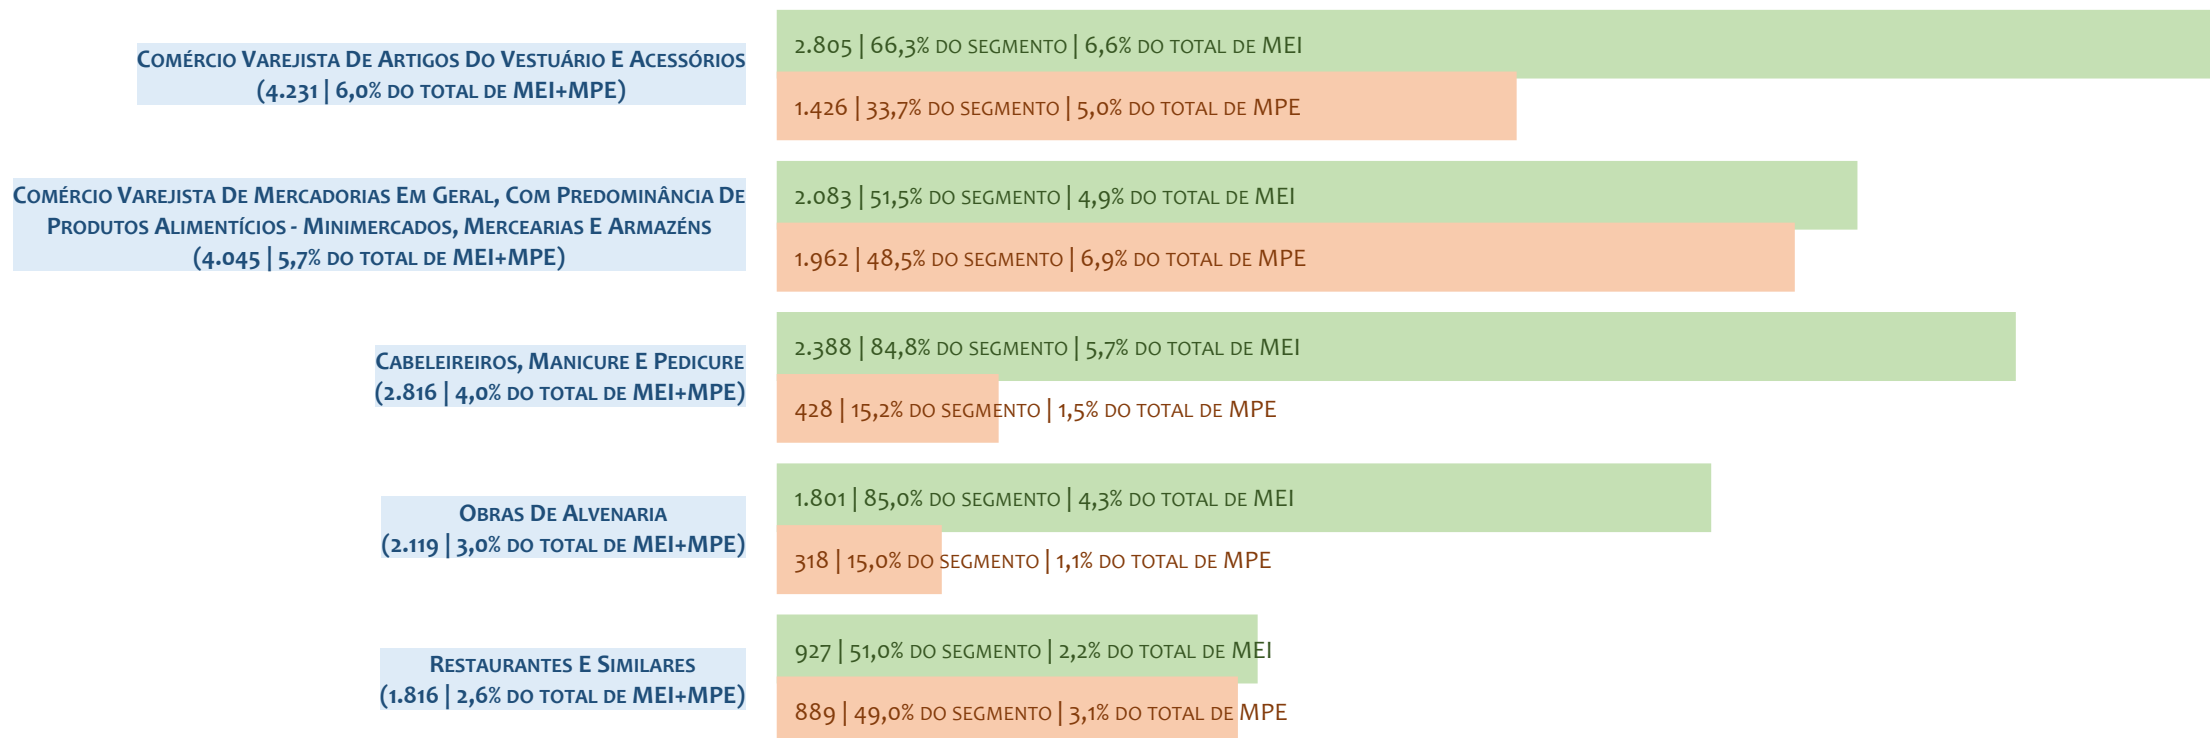 Comércio Varejista De Artigos Do Vestuário E Acessórios
(4.231 | 6,0% do total de MEI+MPE)
2.805 | 66,3% do segmento | 6,6% do total de MEI
1.426 | 33,7% do segmento | 5,0% do total de MPE
Comércio Varejista De Mercadorias Em Geral, Com Predominância De
Produtos Alimentícios - Minimercados, Mercearias E Armazéns
(4.045 | 5,7% do total de MEI+MPE)
2.083 | 51,5% do segmento | 4,9% do total de MEI
1.962 | 48,5% do segmento | 6,9% do total de MPE
Cabeleireiros, Manicure E Pedicure
(2.816 | 4,0% do total de MEI+MPE)
2.388 | 84,8% do segmento | 5,7% do total de MEI
428 | 15,2% do segmento | 1,5% do total de MPE
Obras De Alvenaria
(2.119 | 3,0% do total de MEI+MPE)
1.801 | 85,0% do segmento | 4,3% do total de MEI
318 | 15,0% do segmento | 1,1% do total de MPE
Restaurantes E Similares
(1.816 | 2,6% do total de MEI+MPE)
927 | 51,0% do segmento | 2,2% do total de MEI
889 | 49,0% do segmento | 3,1% do total de MPE